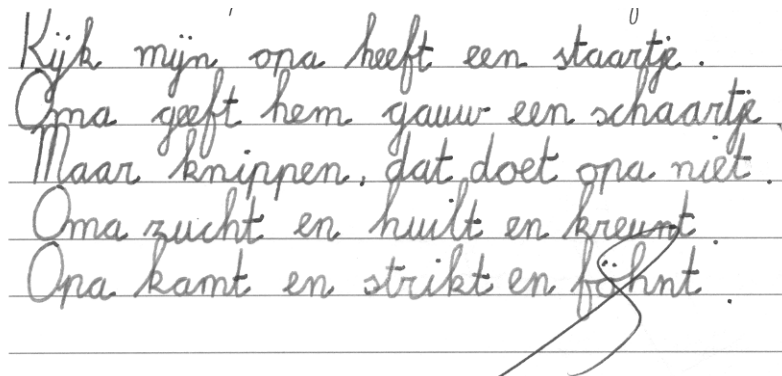 Kijk mijn opa heeft een staartje.
Oma geeft hem gauw een schaartje.
Maar knippen, dat doet opa niet.
Oma zucht en huilt en kreunt.
Opa kamt en strikt en föhnt.